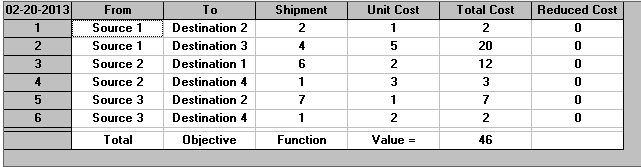 02-20-2013 From To Shipment Unit Cost Total Cost Reduced Cost
1 Source 1 Destination 2 2 1 2 0
2 Source 1 Destination 3 4 5 20 0
3 Source 2 Destination 1 6 2 12 0
4 Source 2 Destination 4 1 3 3 0
5 Source 3 Destination 2 7 1 7 0
6 Source 3 Destination 4 1 2 2 0
Total Objective Function Value = 46